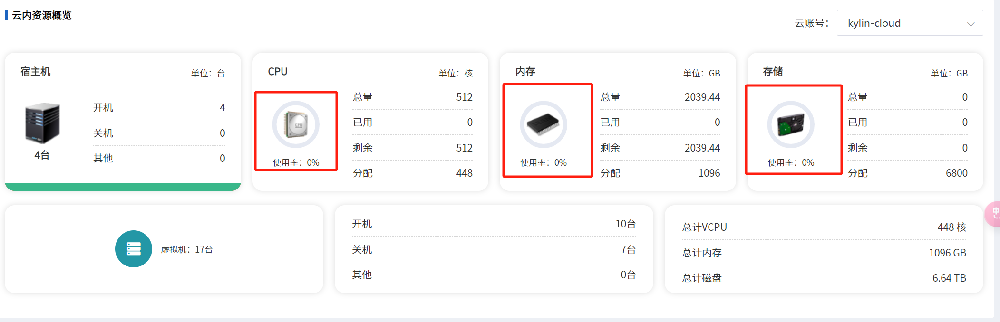 云内资源概览
云账号：
kylin-cloud
宿主机
单位：台
4台
开机 4
关机 0
其他 0
CPU
单位：核
CPU
使用率：0%
总量 512
已用 0
剩余 512
分配 448
内存
单位：GB
使用率：0%
总量 2039.44
已用 0
剩余 2039.44
分配 1096
存储
单位：GB
使用率：0%
总量 0
已用 0
剩余 0
分配 6800
虚拟机：17台
开机 10台
关机 7台
其他 0台
总计VCPU 448 核
总计内存 1096 GB
总计磁盘 6.64 TB
中